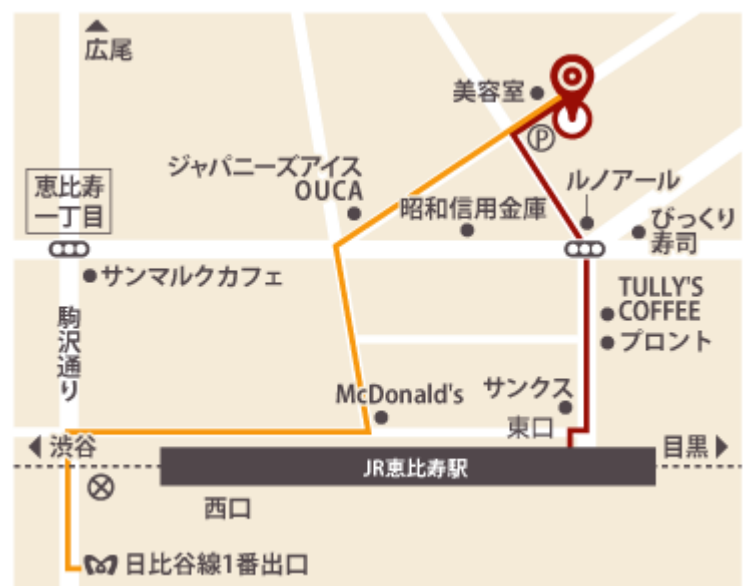 広尾
美容室
P
ジャパニーズアイス
OUCA
恵比寿
一丁目
昭和信用金庫
ルノアール
びっくり
寿司
サンマルクカフェ
TULLY'S
COFFEE
プロント
駒沢通り
McDonald's
サンクス
東口
渋谷
目黒
JR恵比寿駅
西口
日比谷線1番出口